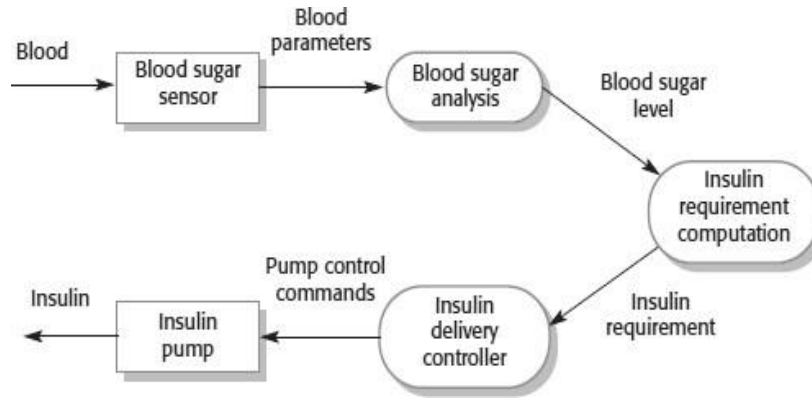 Blood
Blood sugar
sensor
Blood
parameters
Blood sugar
analysis
Blood sugar
level
Insulin
requirement
computation
Insulin
requirement
Insulin
delivery
controller
Pump control
commands
Insulin
pump
Insulin